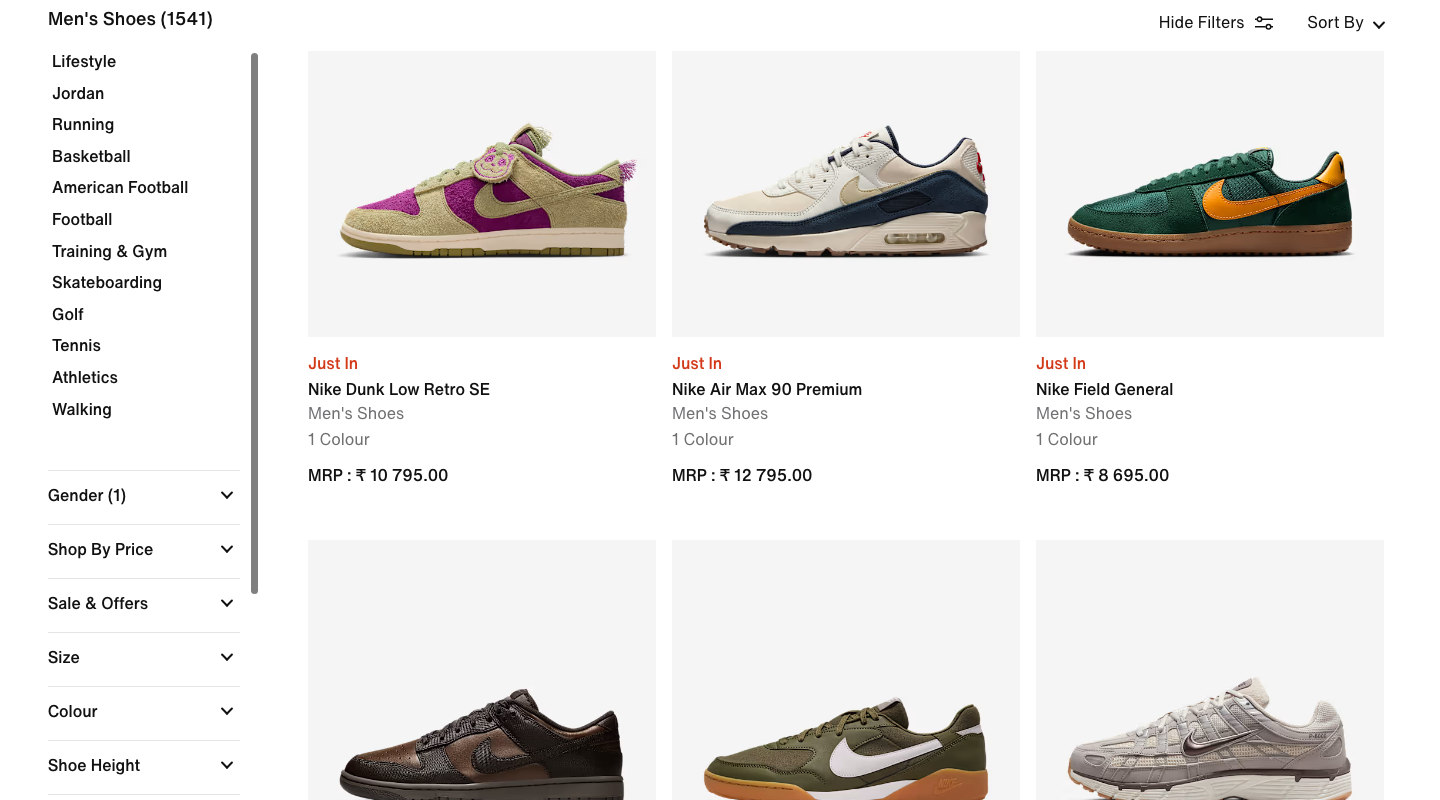 Men's Shoes (1541)
Hide Filters
Sort By
Lifestyle
Jordan
Running
Basketball
American Football
Football
Training & Gym
Skateboarding
Golf
Tennis
Athletics
Walking
Gender (1)
Shop By Price
Sale & Offers
Size
Colour
Shoe Height
Just In
Nike Dunk Low Retro SE
Men's Shoes
1 Colour
MRP : ₹ 10 795.00
Just In
Nike Air Max 90 Premium
Men's Shoes
1 Colour
MRP : ₹ 12 795.00
Just In
Nike Field General
Men's Shoes
1 Colour
MRP : ₹ 8 695.00